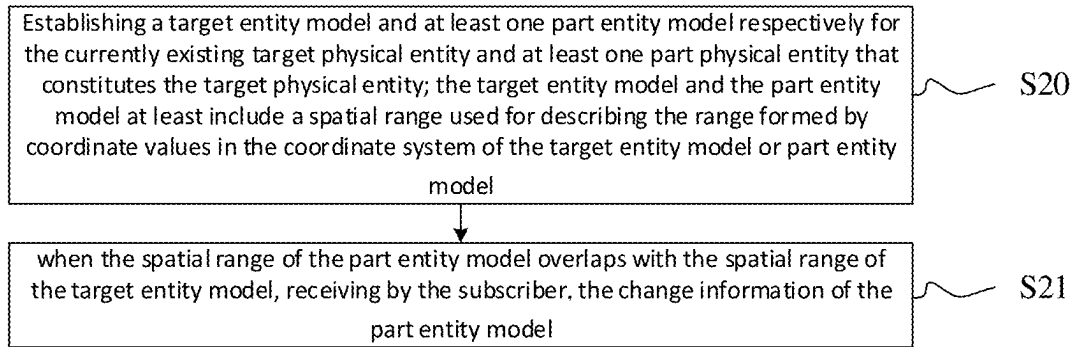 Establishing a target entity model and at least one part entity model respectively for
the currently existing target physical entity and at least one part physical entity that
constitutes the target physical entity; the target entity model and the part entity
model at least include a spatial range used for describing the range formed by
coordinate values in the coordinate system of the target entity model or part entity
model
S20
when the spatial range of the part entity model overlaps with the spatial range of
the target entity model, receiving by the subscriber, the change information of the
part entity model
S21